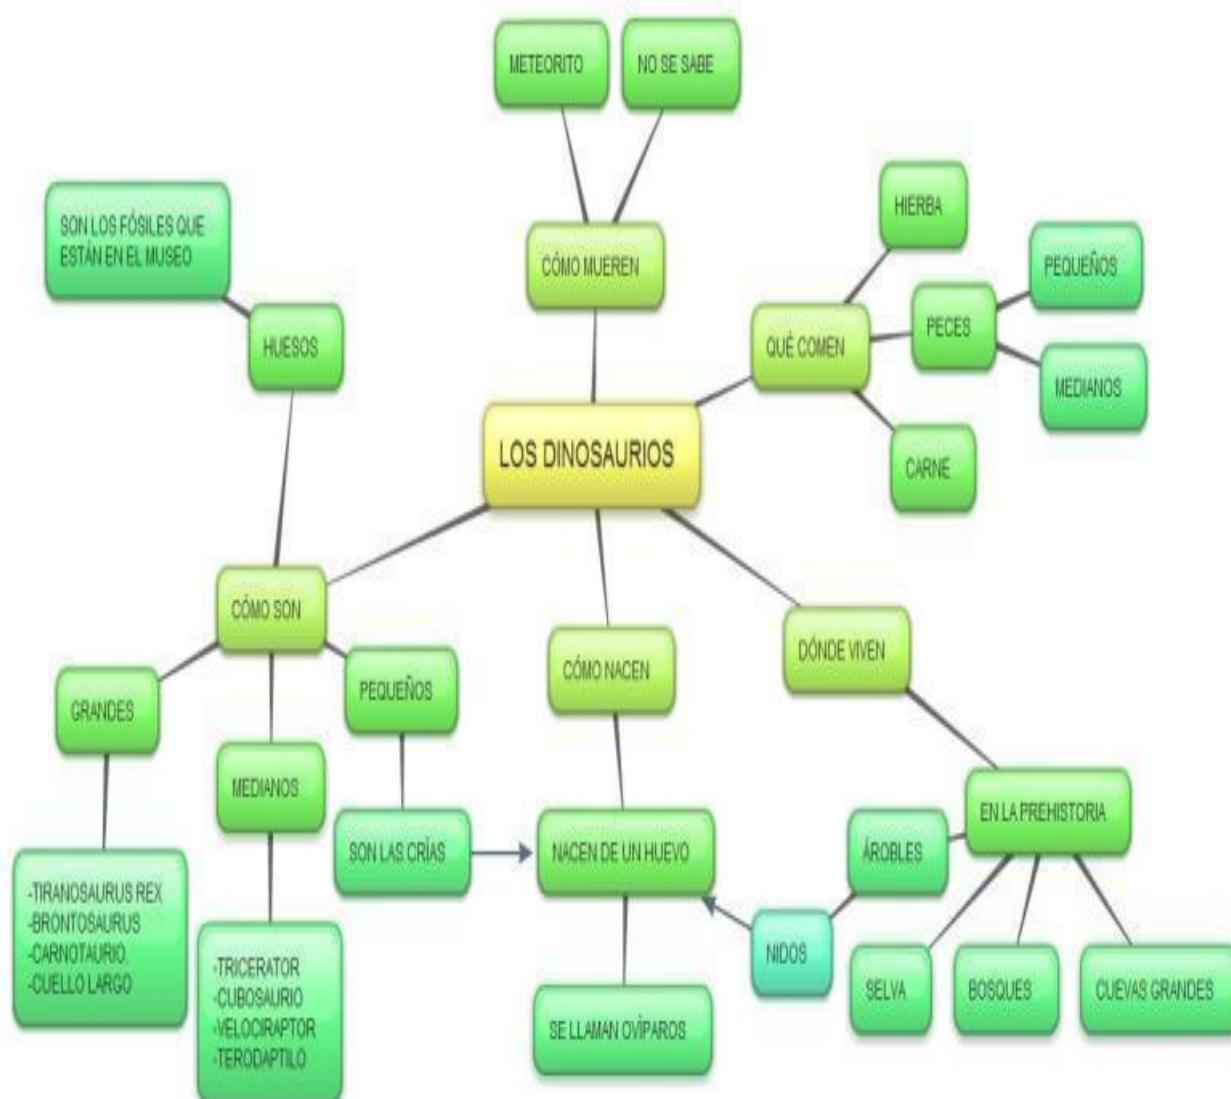 METEORITO
NO SE SABE
HIERBA
SON LOS FÓSILES QUE
ESTÁN EN EL MUSEO
CÓMO MUEREN
PEQUEÑOS
HUESOS
QUÉ COMEN
PECES
MEDIANOS
LOS DINOSAURIOS
CARNE
CÓMO SON
CÓMO NACEN
DÓNDE VIVEN
GRANDES
PEQUEÑOS
MEDIANOS
EN LA PREHISTORIA
SON LAS CRÍAS
NACEN DE UN HUEVO
ÁROBLES
-TIRANOSAURUS REX
-BRONTOSAURUS
-CARNOTAURIO.
-CUELLO LARGO
NIDOS
-TRICERATOR
-CUBOSAURIO
-VELOCIRAPTOR
-TERODAPTILO
SE LLAMAN OVÍPAROS
SELVA
BOSQUES
CUEVAS GRANDES